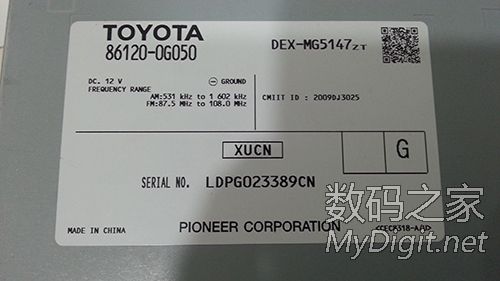 TOYOTA
86120-0G050
DEX-MG5147ZT
DC. 12 V
GROUND
FREQUENCY RANGE
AM:531 kHz to 1 602 kHz
FM:87.5 MHz to 108.0 MHz
CMIIT ID : 2009DJ3025
XUCN
G
SERIAL NO. LDPG023389CN
PIONEER CORPORATION
MADE IN CHINA
数码之家
MyDigit.net